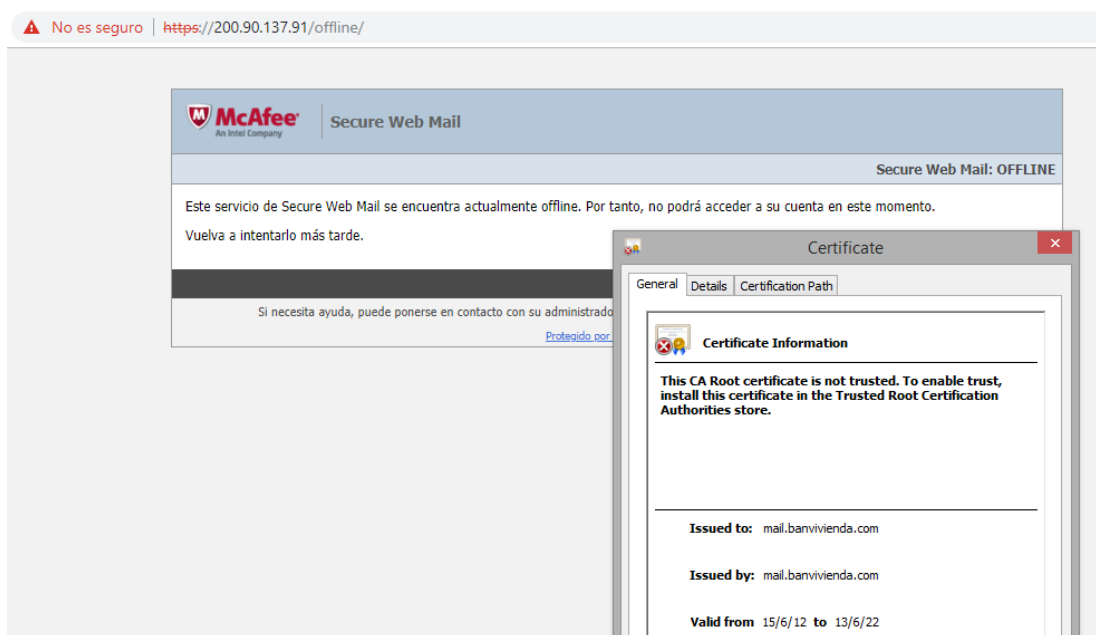 No es seguro | https://200.90.137.91/offline/
McAfee
An Intel Company
Secure Web Mail
Secure Web Mail: OFFLINE
Este servicio de Secure Web Mail se encuentra actualmente offline. Por tanto, no podrá acceder a su cuenta en este momento.
Vuelva a intentarlo más tarde.
Si necesita ayuda, puede ponerse en contacto con su administrado
Protegido por
Certificate
General Details Certification Path
Certificate Information
This CA Root certificate is not trusted. To enable trust,
install this certificate in the Trusted Root Certification
Authorities store.
Issued to: mail.banvivienda.com
Issued by: mail.banvivienda.com
Valid from 15/6/12 to 13/6/22